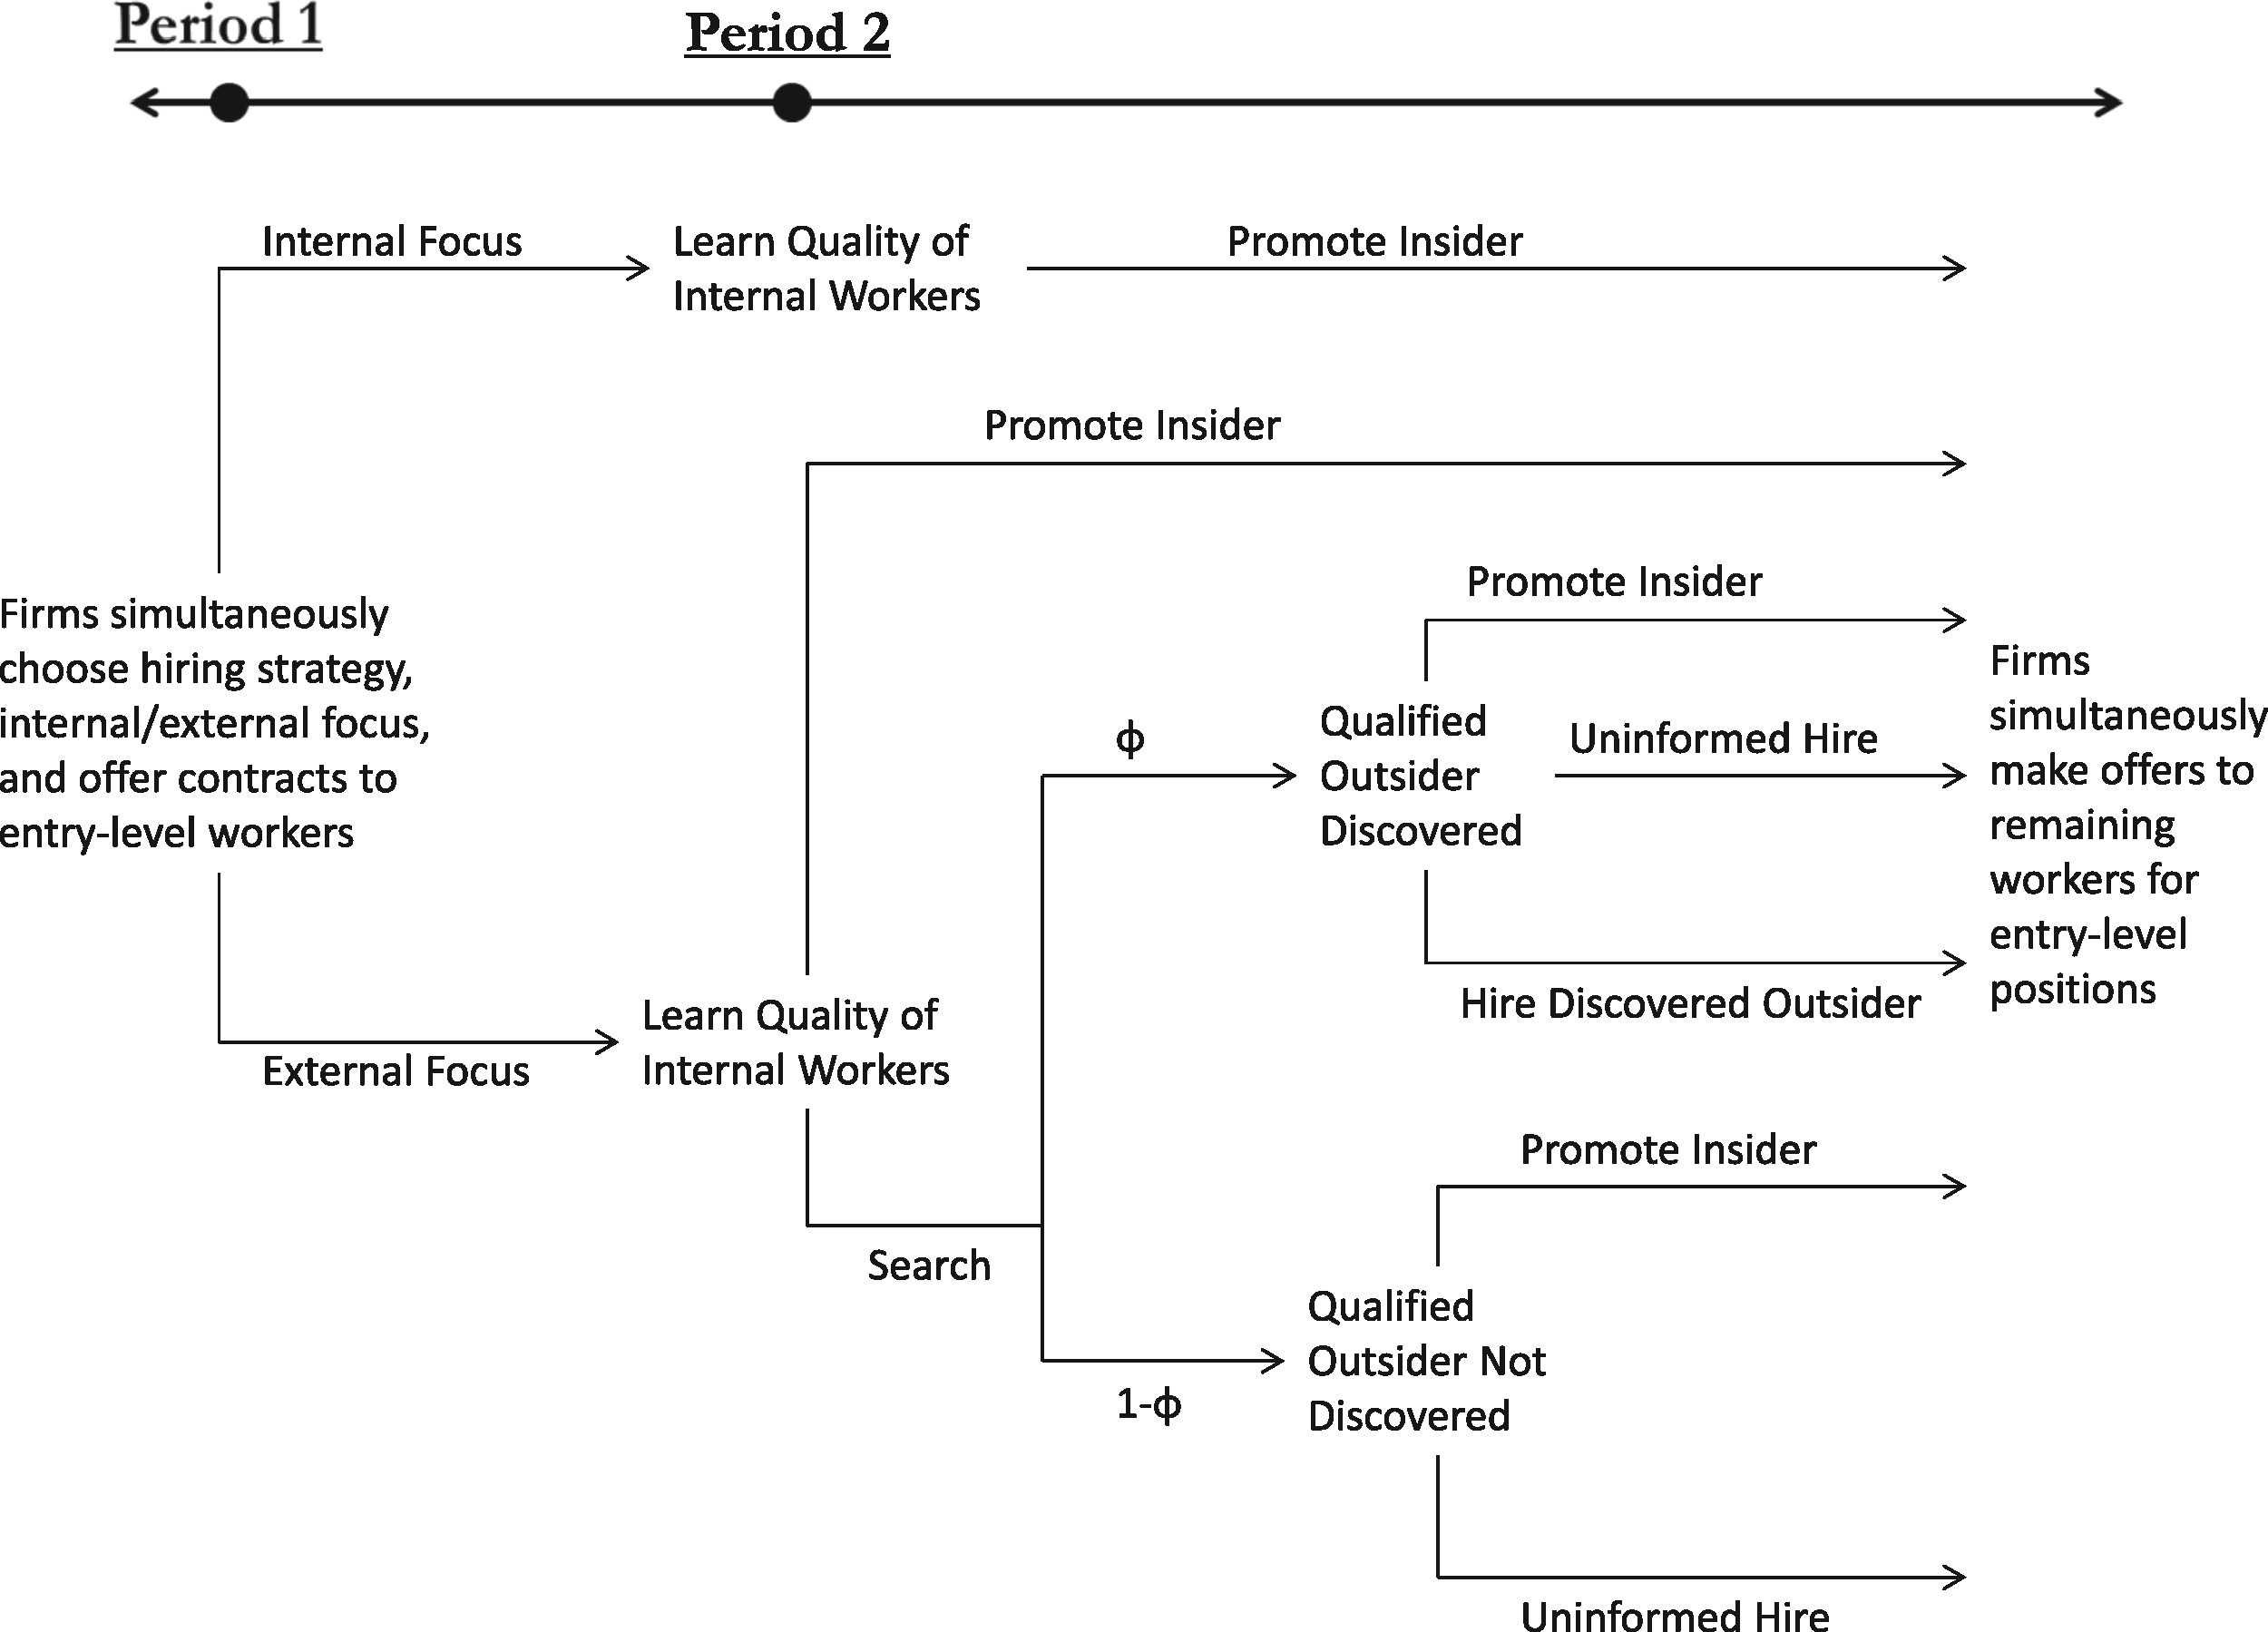 Period 1
Period 2
Internal Focus
Learn Quality of
Internal Workers
Promote Insider
Promote Insider
Firms simultaneously
choose hiring strategy,
internal/external focus,
and offer contracts to
entry-level workers
External Focus
Learn Quality of
Internal Workers
Search
ϕ
1-ϕ
Qualified
Outsider
Discovered
Promote Insider
Uninformed Hire
Hire Discovered Outsider
Qualified
Outsider Not
Discovered
Promote Insider
Uninformed Hire
Firms
simultaneously
make offers to
remaining
workers for
entry-level
positions